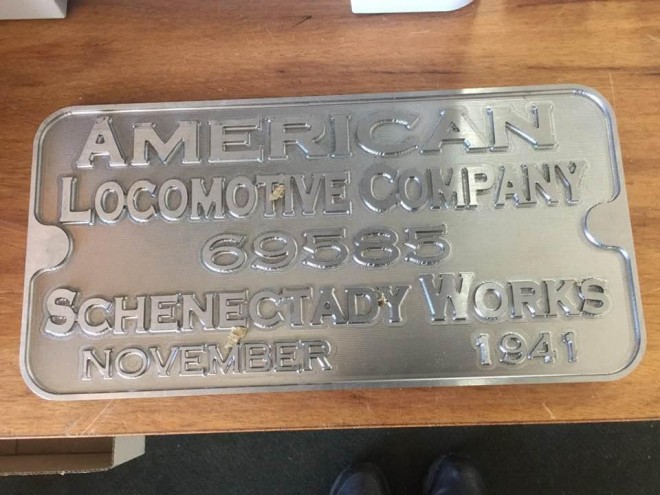 AMERICAN
LOCOMOTIVE COMPANY
69585
SCHENECTADY WORKS
NOVEMBER 1941